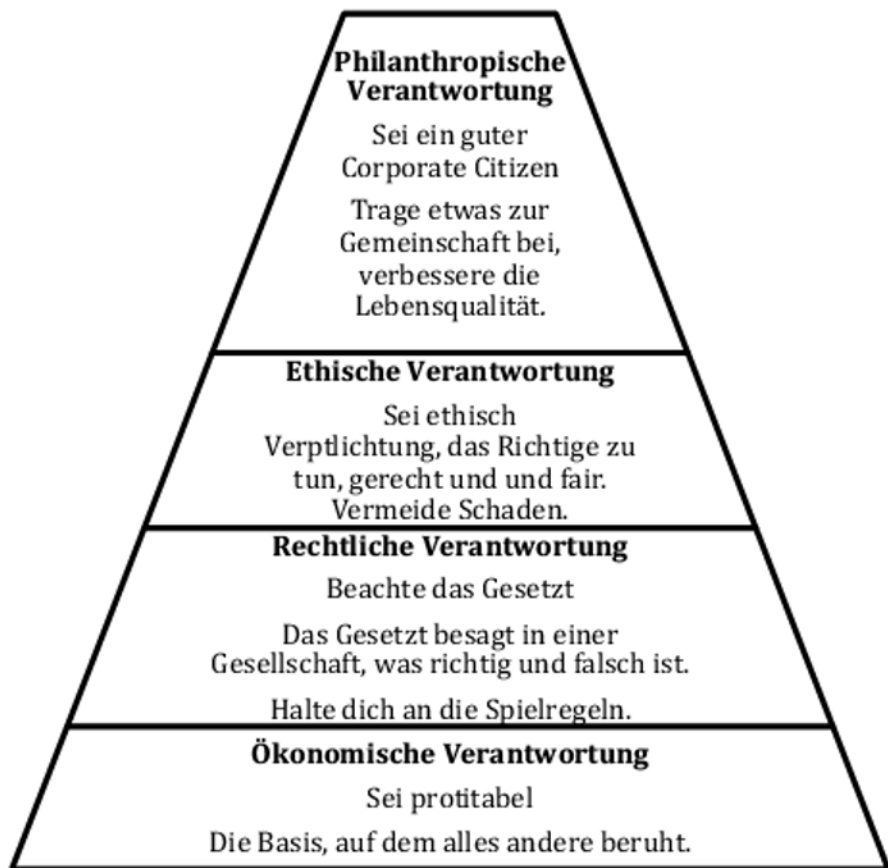 Philanthropische
Verantwortung
Sei ein guter
Corporate Citizen
Trage etwas zur
Gemeinschaft bei,
verbessere die
Lebensqualität.
Ethische Verantwortung
Sei ethisch
Verptlichtung, das Richtige zu
tun, gerecht und und fair.
Vermeide Schaden.
Rechtliche Verantwortung
Beachte das Gesetzt
Das Gesetzt besagt in einer
Gesellschaft, was richtig und falsch ist.
Halte dich an die Spielregeln.
Ökonomische Verantwortung
Sei protitabel
Die Basis, auf dem alles andere beruht.